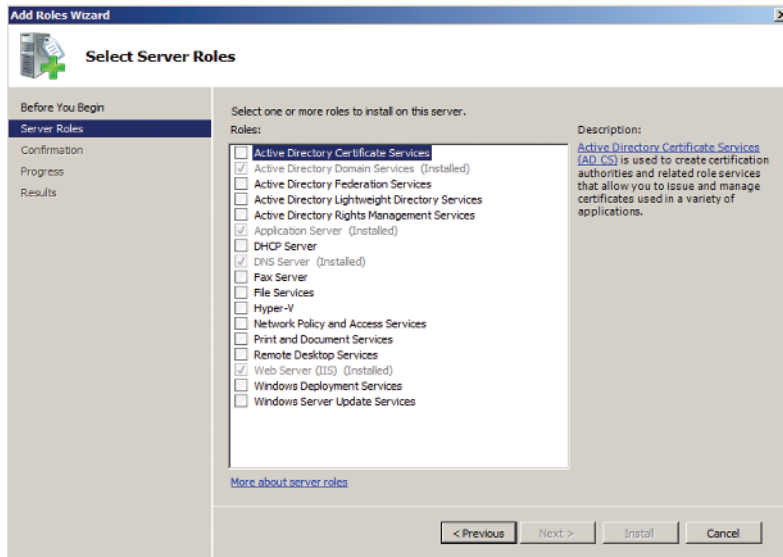 Add Roles Wizard
Select Server Roles
Before You Begin
Server Roles
Confirmation
Progress
Results
Select one or more roles to install on this server.
Roles:
Active Directory Certificate Services
Active Directory Domain Services (Installed)
Active Directory Federation Services
Active Directory Lightweight Directory Services
Active Directory Rights Management Services
Application Server (Installed)
DHCP Server
DNS Server (Installed)
Fax Server
File Services
Hyper-V
Network Policy and Access Services
Print and Document Services
Remote Desktop Services
Web Server (IIS) (Installed)
Windows Deployment Services
Windows Server Update Services
More about server roles
Description:
Active Directory Certificate Services
(AD CS) is used to create certification
authorities and related role services
that allow you to issue and manage
certificates used in a variety of
applications.
< Previous
Next >
Install
Cancel